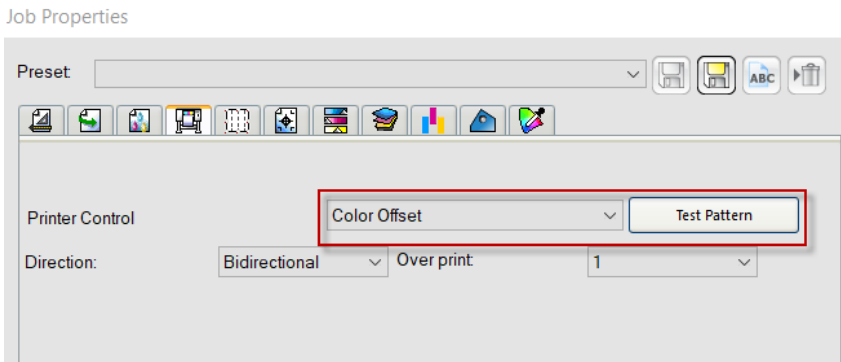 Job Properties
Preset:
ABC
Printer Control Color Offset Test Pattern
Direction: Bidirectional Over print: 1